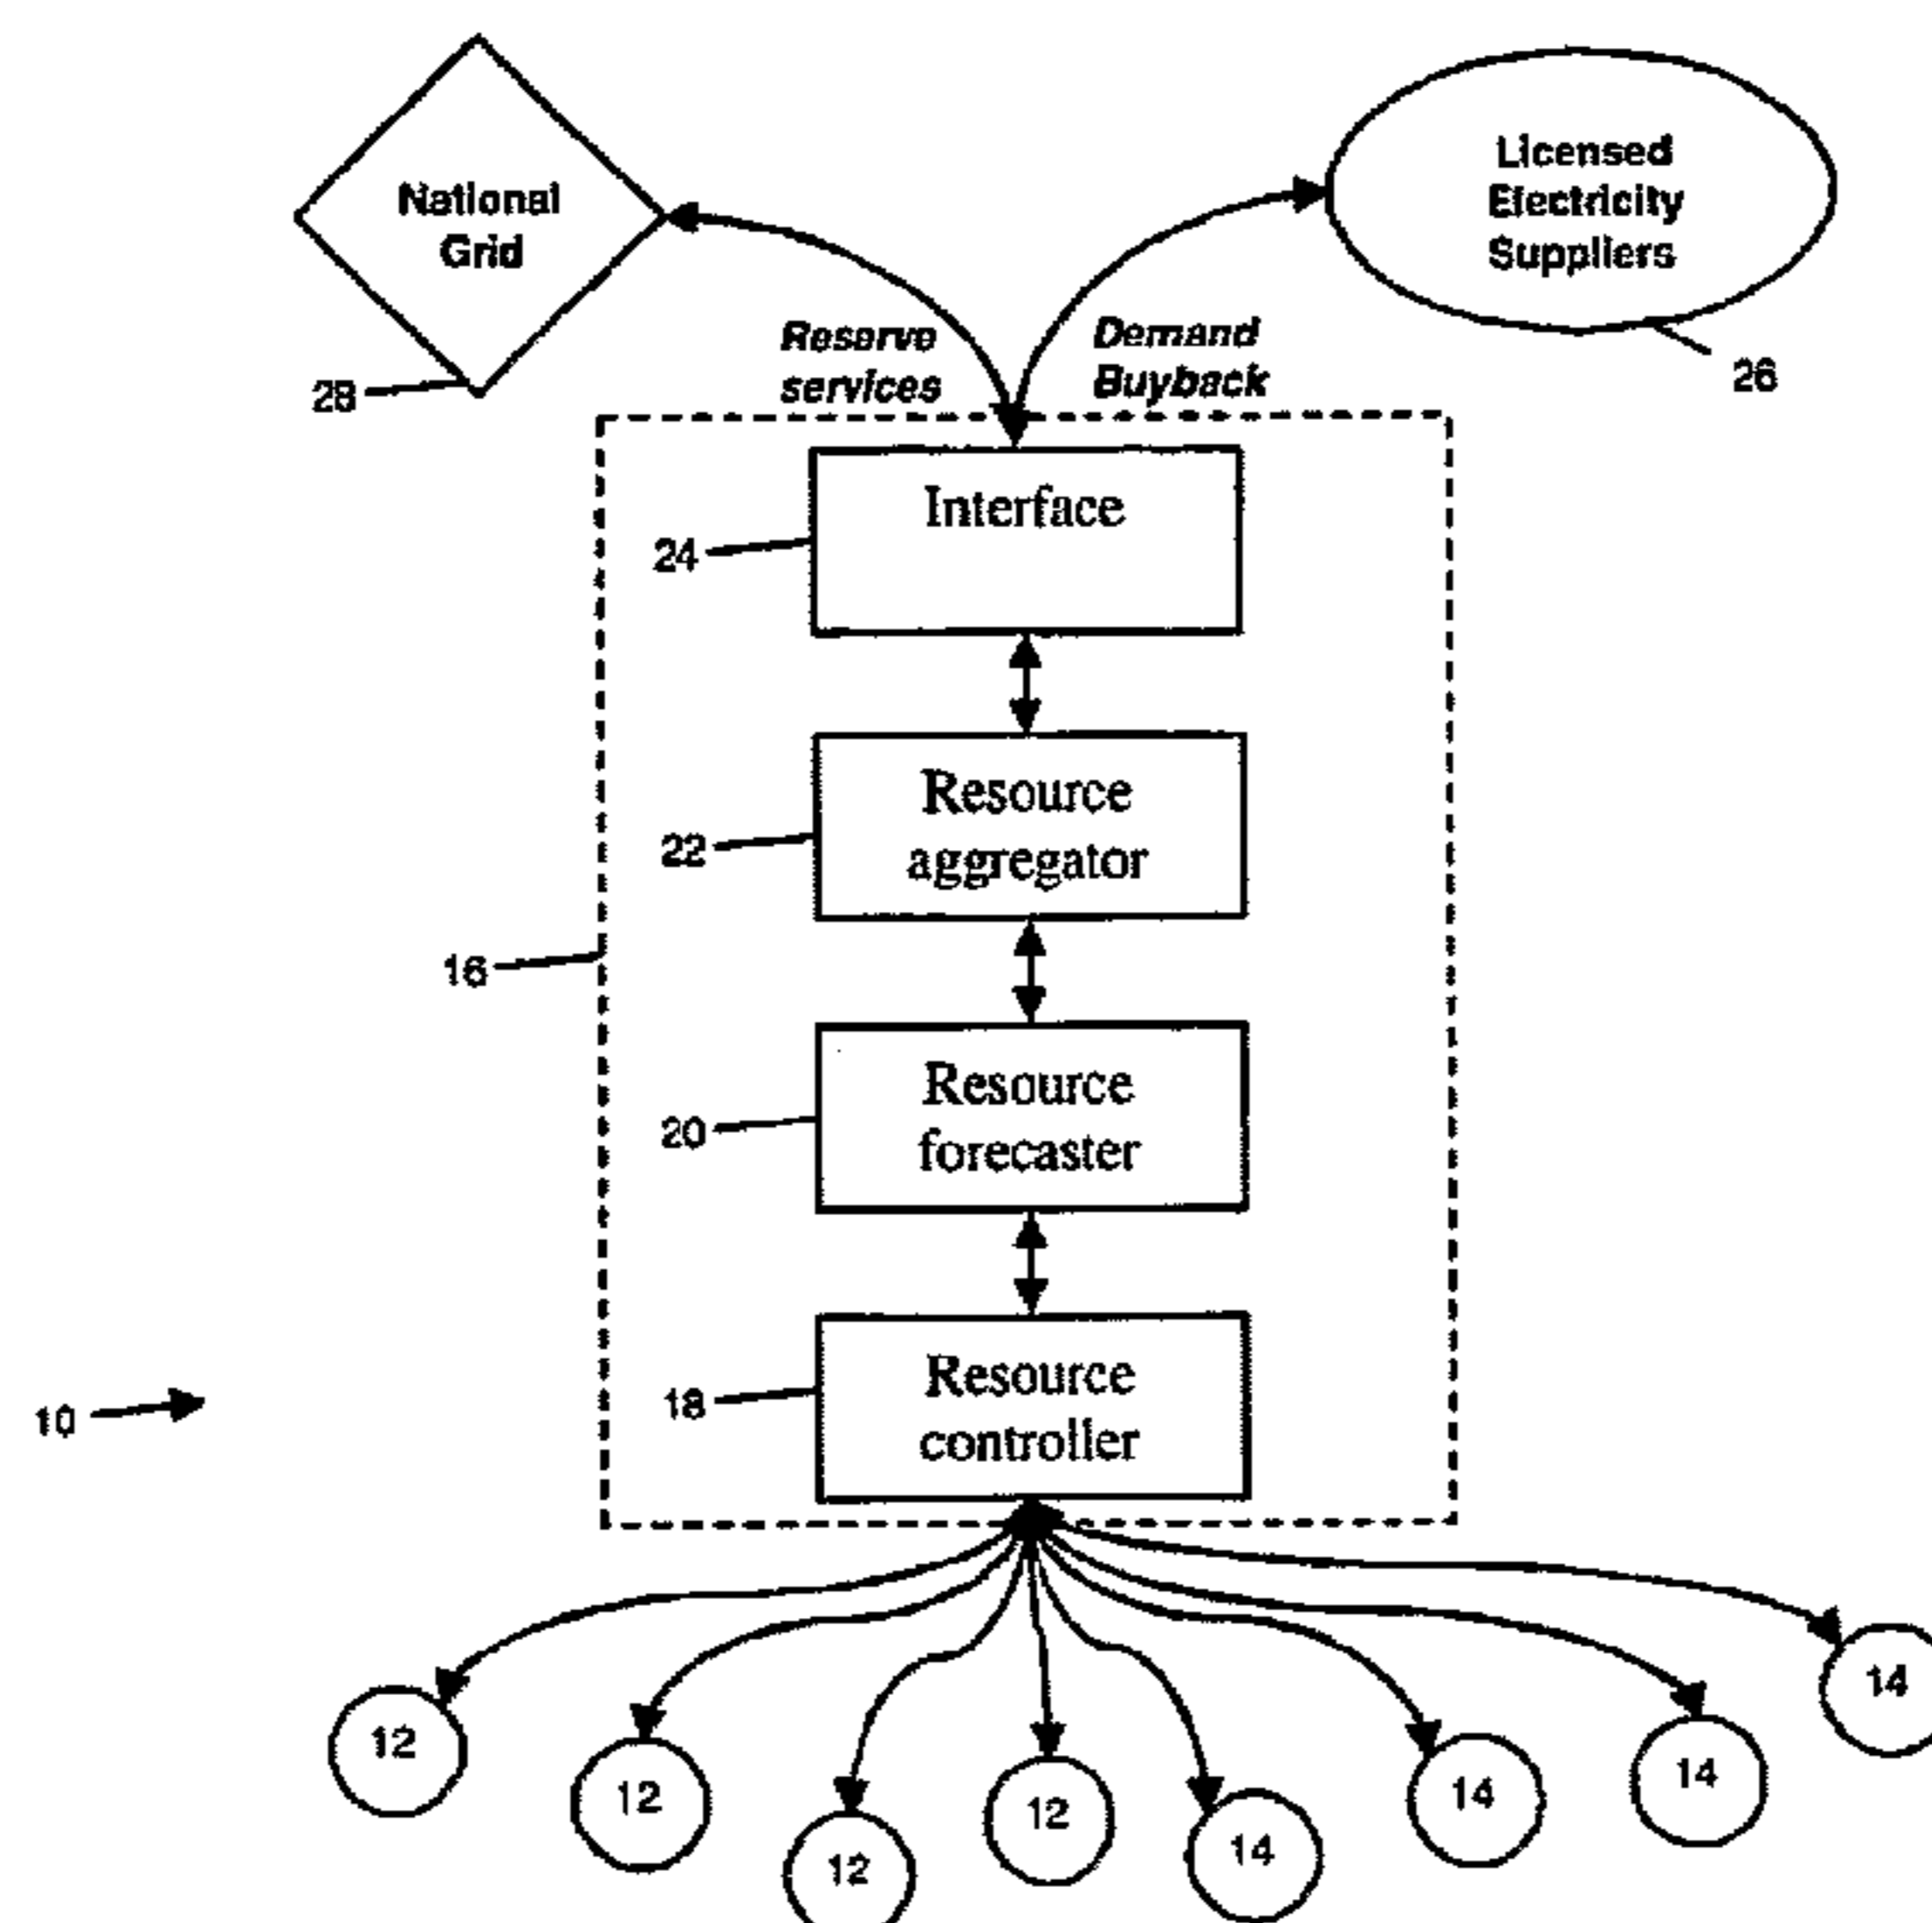 National
Grid
Licensed
Electricity
Suppliers
Reserve
services
Demand
Buyback
28
26
Interface
24
Resource
aggregator
22
16
Resource
forecaster
20
Resource
controller
18
10
12
12
12
12
14
14
14
14